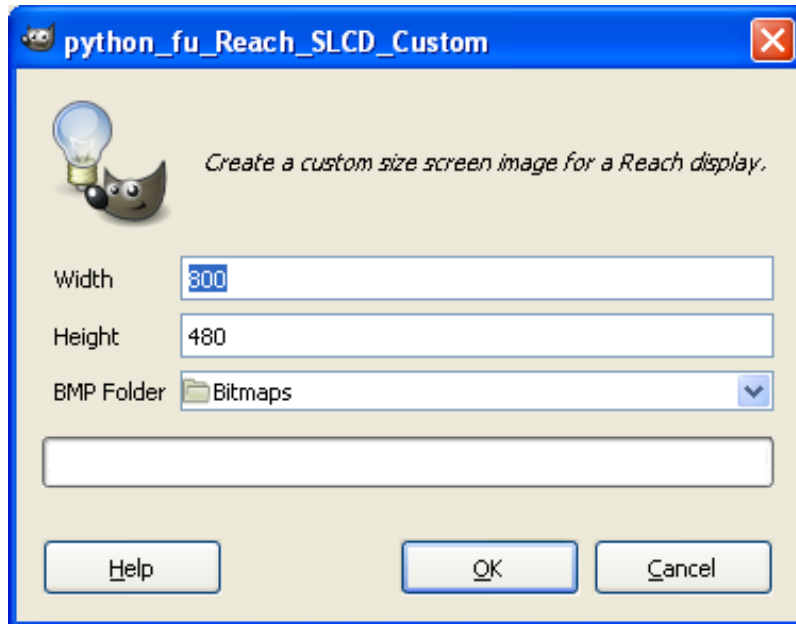 python_fu_Reach_SLCD_Custom
Create a custom size screen image for a Reach display.
Width 800
Height 480
BMP Folder Bitmaps
Help OK Cancel